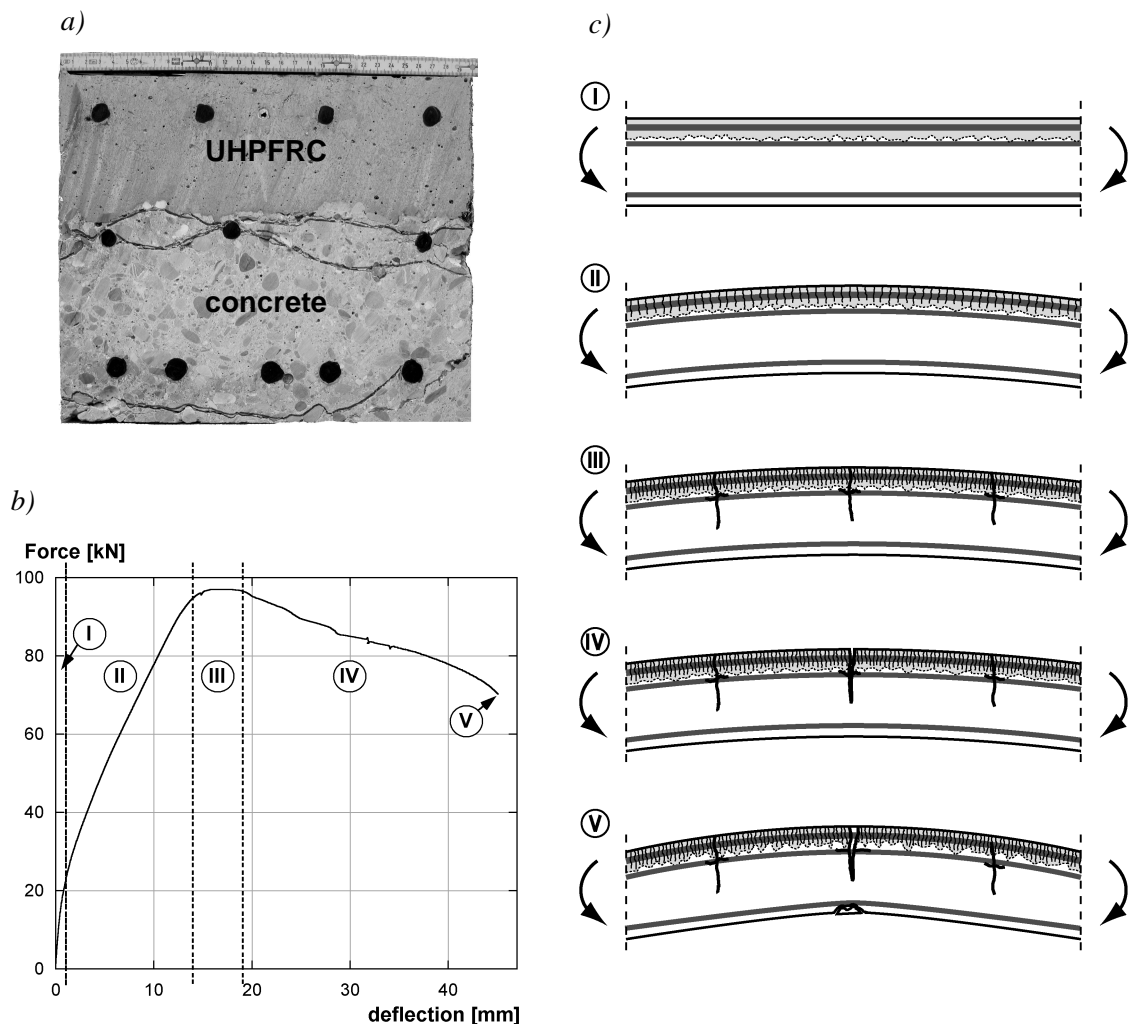 a)
UHPFRC
concrete
b)
Force [kN]
100
80
60
40
20
0
I
II
III
IV
V
0
10
20
30
40
deflection [mm]
c)
I
II
III
IV
V